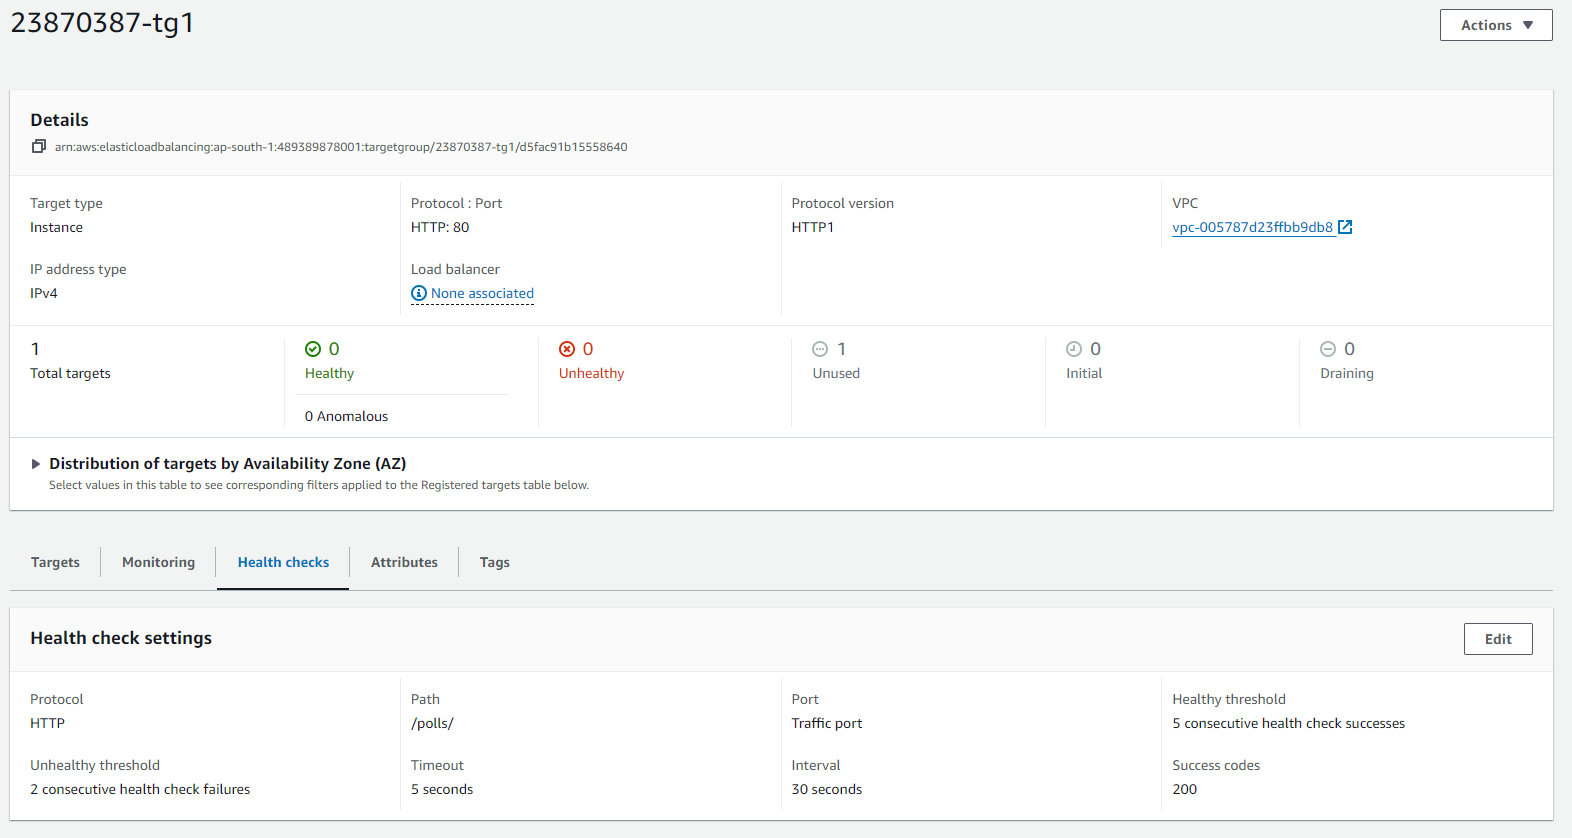 23870387-tg1
Actions
Details
arn:aws:elasticloadbalancing:ap-south-1:489389878001:targetgroup/23870387-tg1/d5fac91b15558640
Target type
Instance
Protocol : Port
HTTP: 80
Protocol version
HTTP1
VPC
vpc-005787d23ffbb9db8
IP address type
IPv4
Load balancer
None associated
1
Total targets
0
Healthy
0 Anomalous
0
Unhealthy
1
Unused
0
Initial
0
Draining
Distribution of targets by Availability Zone (AZ)
Select values in this table to see corresponding filters applied to the Registered targets table below.
Targets
Monitoring
Health checks
Attributes
Tags
Health check settings
Edit
Protocol
HTTP
Path
/polls/
Port
Traffic port
Healthy threshold
5 consecutive health check successes
Unhealthy threshold
2 consecutive health check failures
Timeout
5 seconds
Interval
30 seconds
Success codes
200